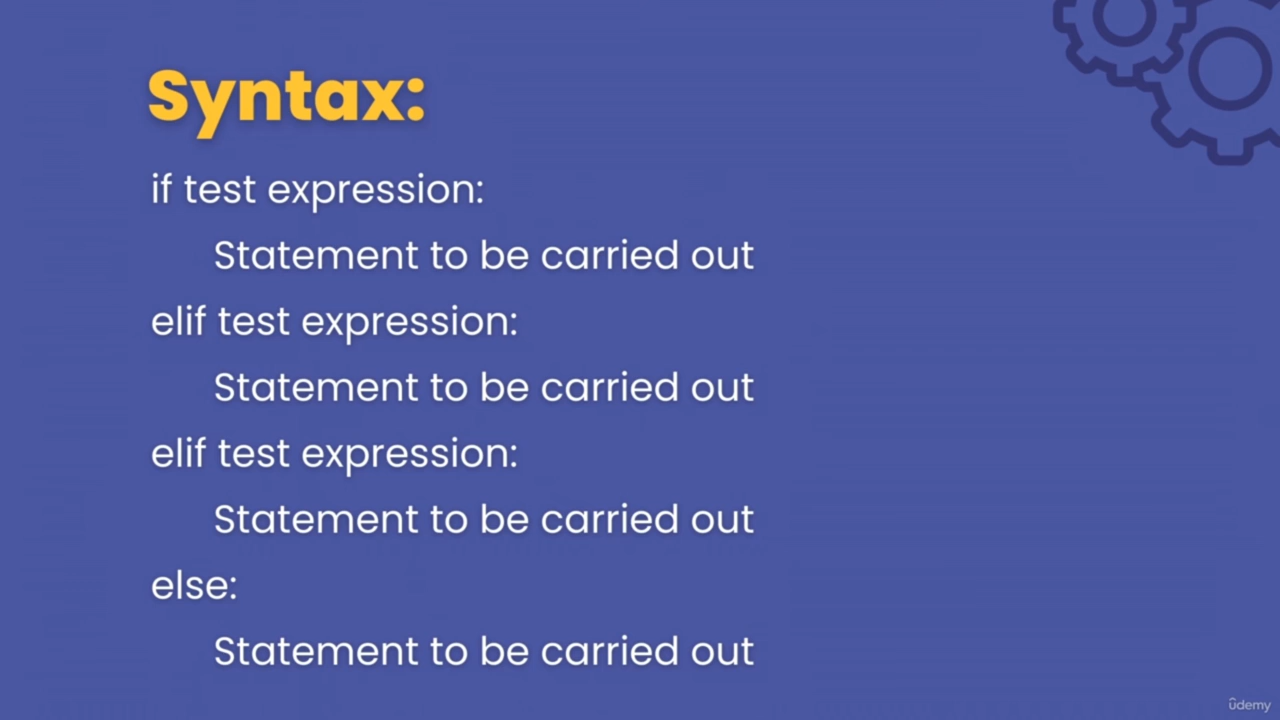 Syntax:
if test expression:
Statement to be carried out
elif test expression:
Statement to be carried out
elif test expression:
Statement to be carried out
else:
Statement to be carried out
ûdemy